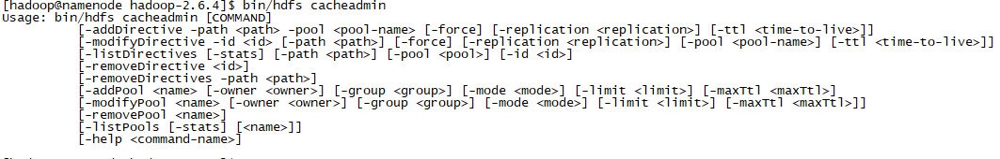 [hadoop@namenode hadoop-2.6.4]$ bin/hdfs cacheadmin
Usage: bin/hdfs cacheadmin [COMMAND]
          [-addDirective -path <path> -pool <pool-name> [-force] [-replication <replication>] [-ttl <time-to-live>]]
          [-modifyDirective -id <id> [-path <path>] [-force] [-replication <replication>] [-pool <pool-name>] [-ttl <time-to-live>]]
          [-listDirectives [-stats] [-path <path>] [-pool <pool>] [-id <id>]
          [-removeDirective <id>]
          [-removeDirectives -path <path>]
          [-addPool <name> [-owner <owner>] [-group <group>] [-mode <mode>] [-limit <limit>] [-maxTtl <maxTtl>]
          [-modifyPool <name> [-owner <owner>] [-group <group>] [-mode <mode>] [-limit <limit>] [-maxTtl <maxTtl>]]
          [-removePool <name>]
          [-listPools [-stats] [<name>]]
          [-help <command-name>]